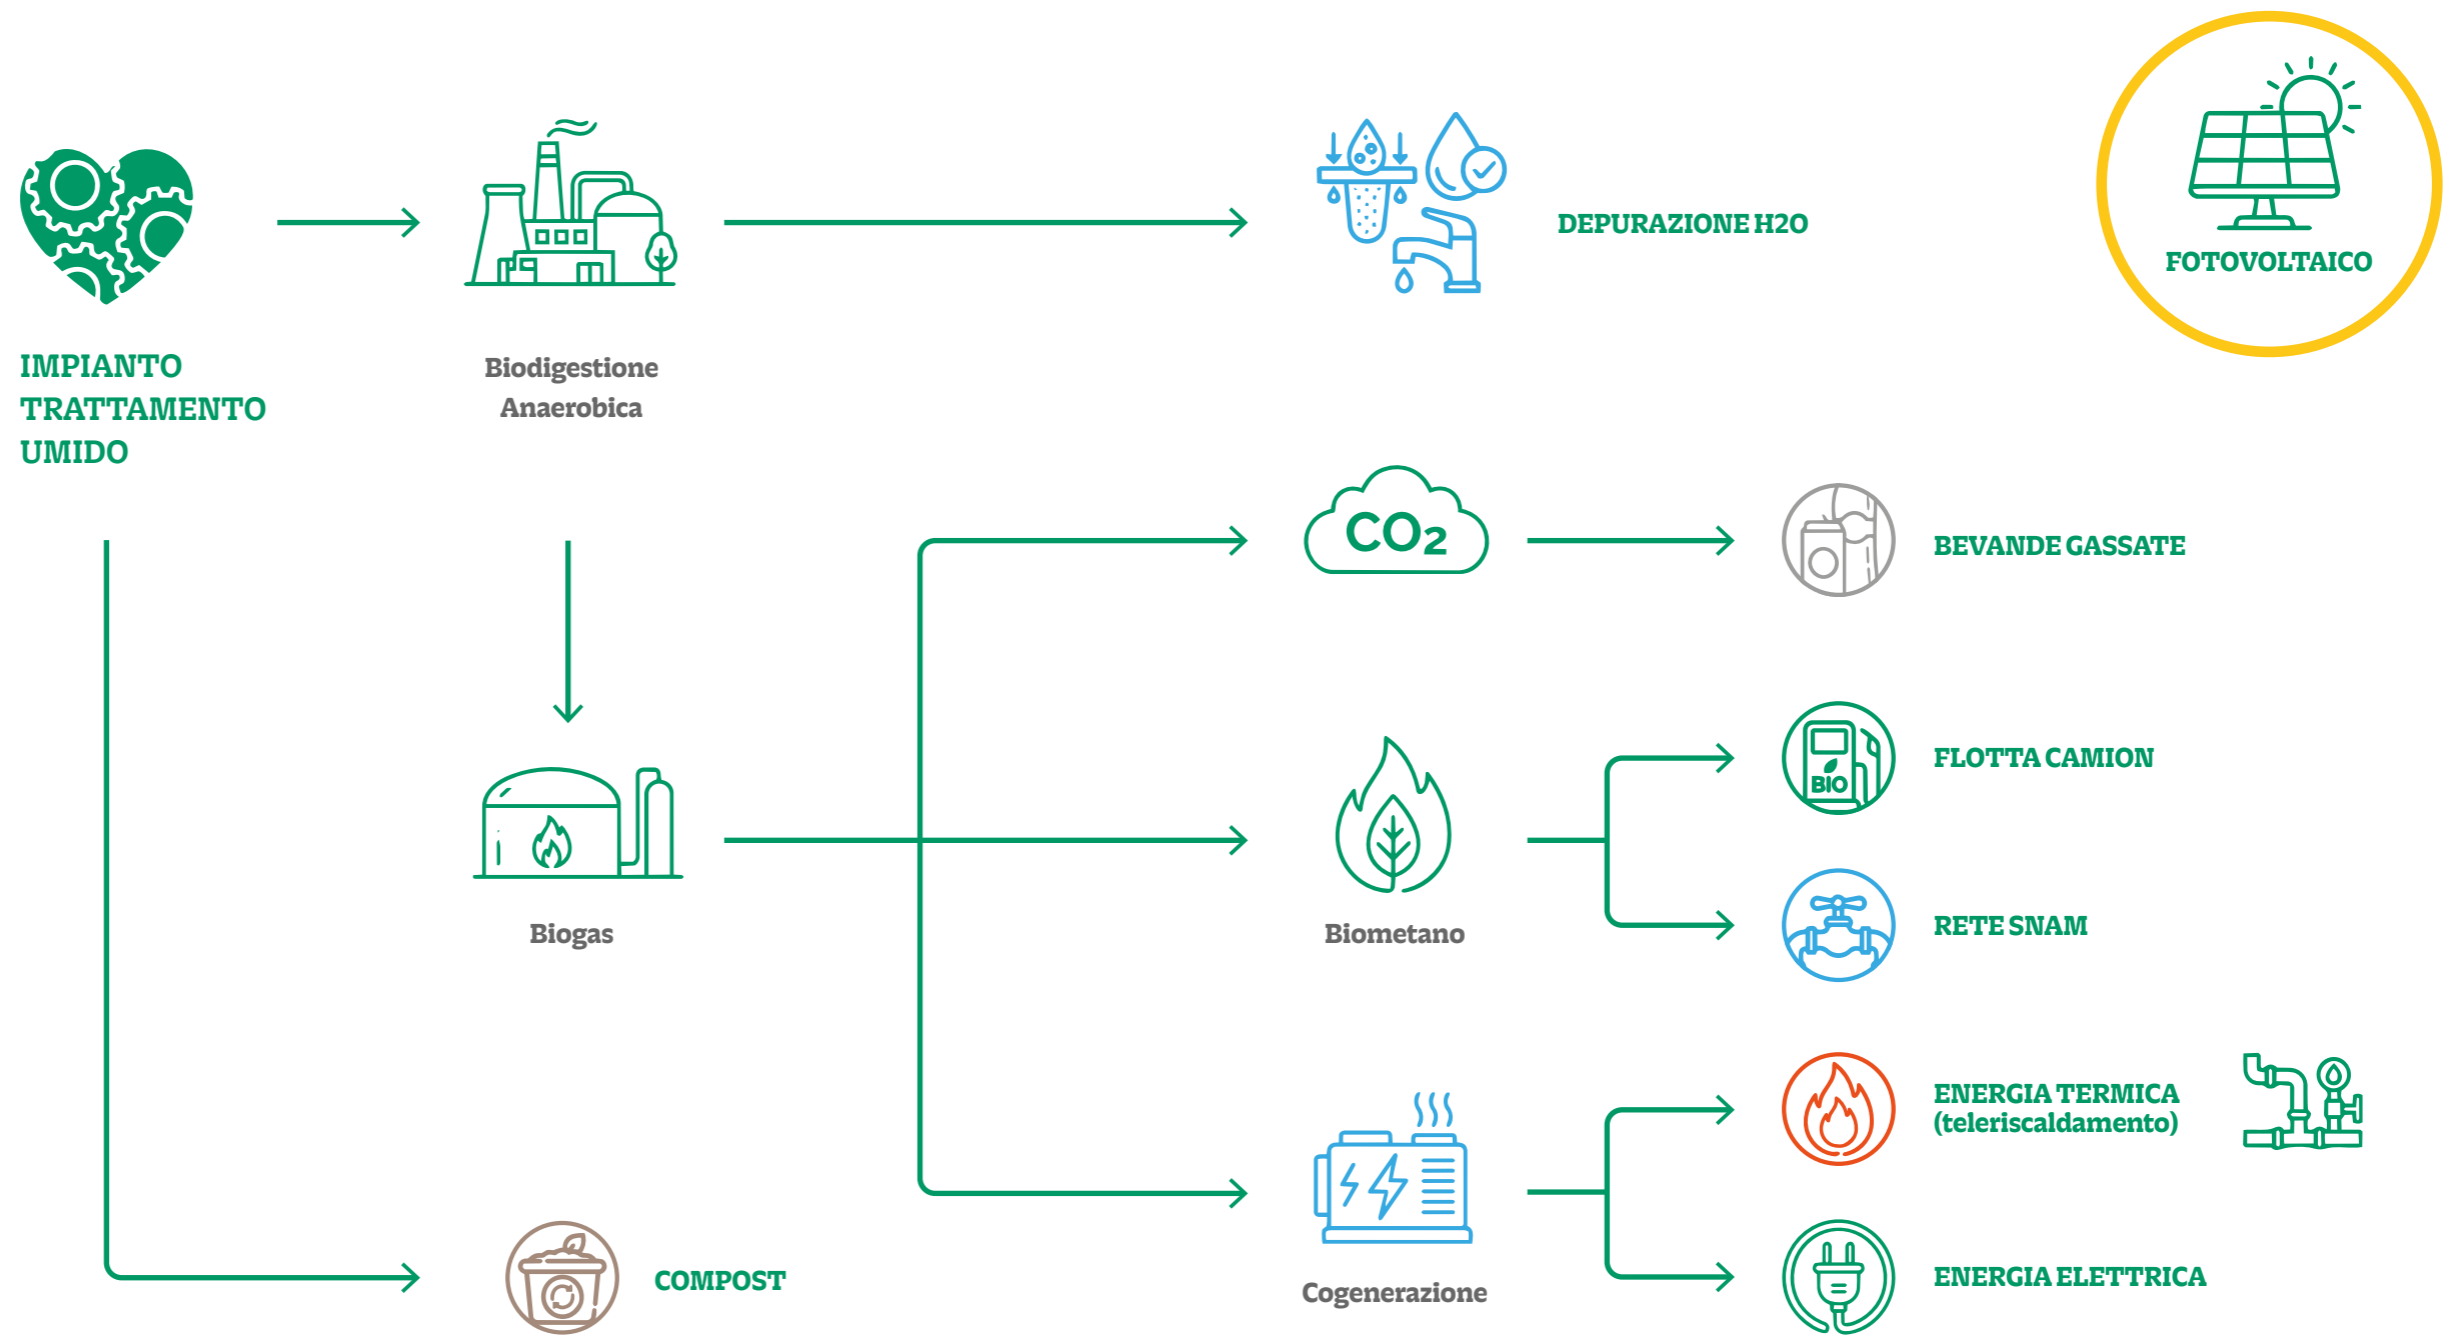 IMPIANTO
TRATTAMENTO
UMIDO
Biodigestione
Anaerobica
DEPURAZIONE H2O
FOTOVOLTAICO
CO2
BEVANDE GASSATE
BIO
FLOTTA CAMION
Biogas
Biometano
RETE SNAM
ENERGIA TERMICA
(teleriscaldamento)
COMPOST
Cogenerazione
ENERGIA ELETTRICA